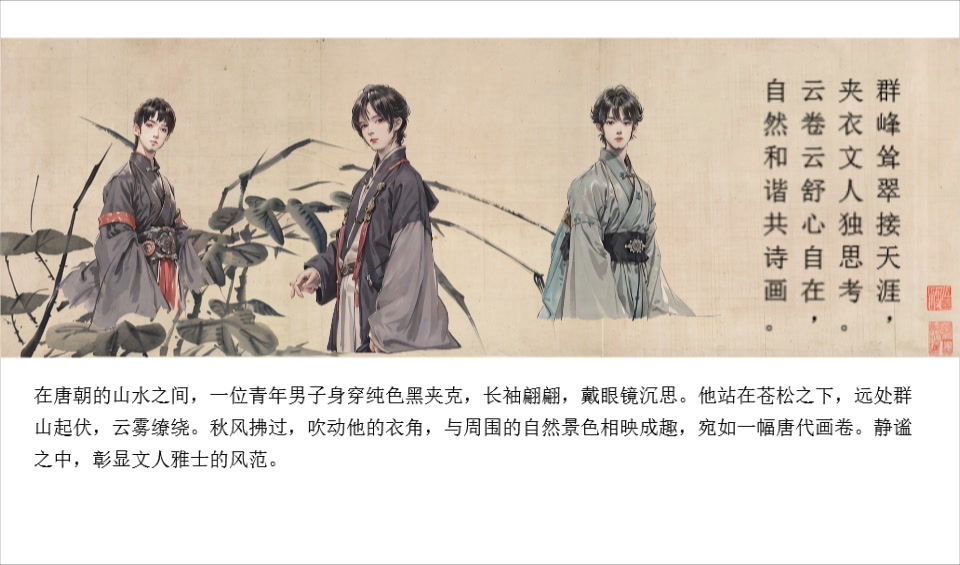 群峰耸翠接天涯，
夹衣文人独思考。
云卷云舒心自在，
自然和谐共诗画。
在唐朝的山水之间，一位青年男子身穿纯色黑夹克，长袖翩翩，戴眼镜沉思。他站在苍松之下，远处群
山起伏，云雾缭绕。秋风拂过，吹动他的衣角，与周围的自然景色相映成趣，宛如一幅唐代画卷。静谧
之中，彰显文人雅士的风范。